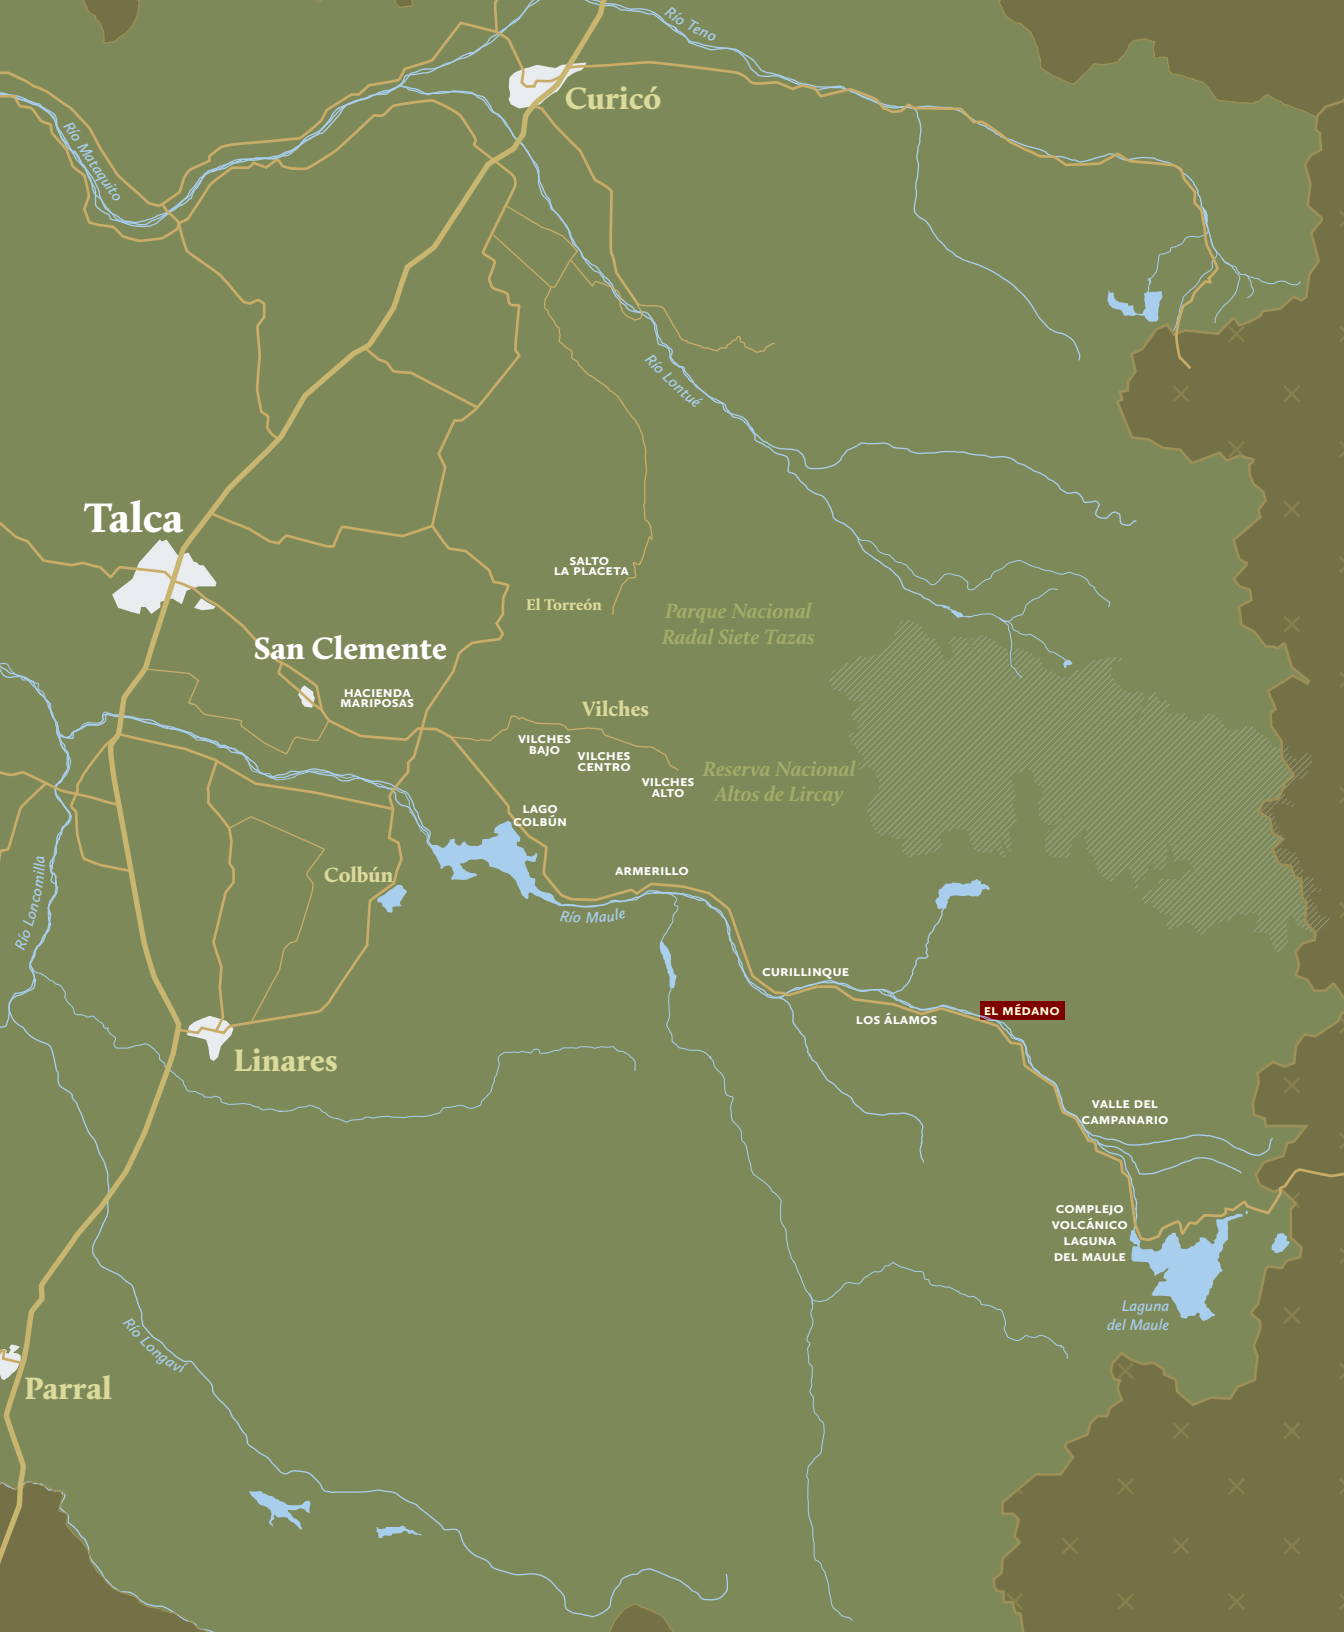 Río Teno
Curicó
Río Mataquito
Río Lontué
Talca
SALTO
LA PLACETA
El Torreón
Parque Nacional
Radal Siete Tazas
San Clemente
HACIENDA
MARIPOSAS
Vilches
VILCHES
BAJO
VILCHES
CENTRO
VILCHES
ALTO
Reserva Nacional
Altos de Lircay
LAGO
COLBÚN
Colbún
ARMERILLO
Río Loncomilla
Río Maule
CURILLINQUE
LOS ÁLAMOS
EL MÉDANO
Linares
VALLE DEL
CAMPANARIO
COMPLEJO
VOLCÁNICO
LAGUNA
DEL MAULE
Laguna
del Maule
Río Longaví
Parral